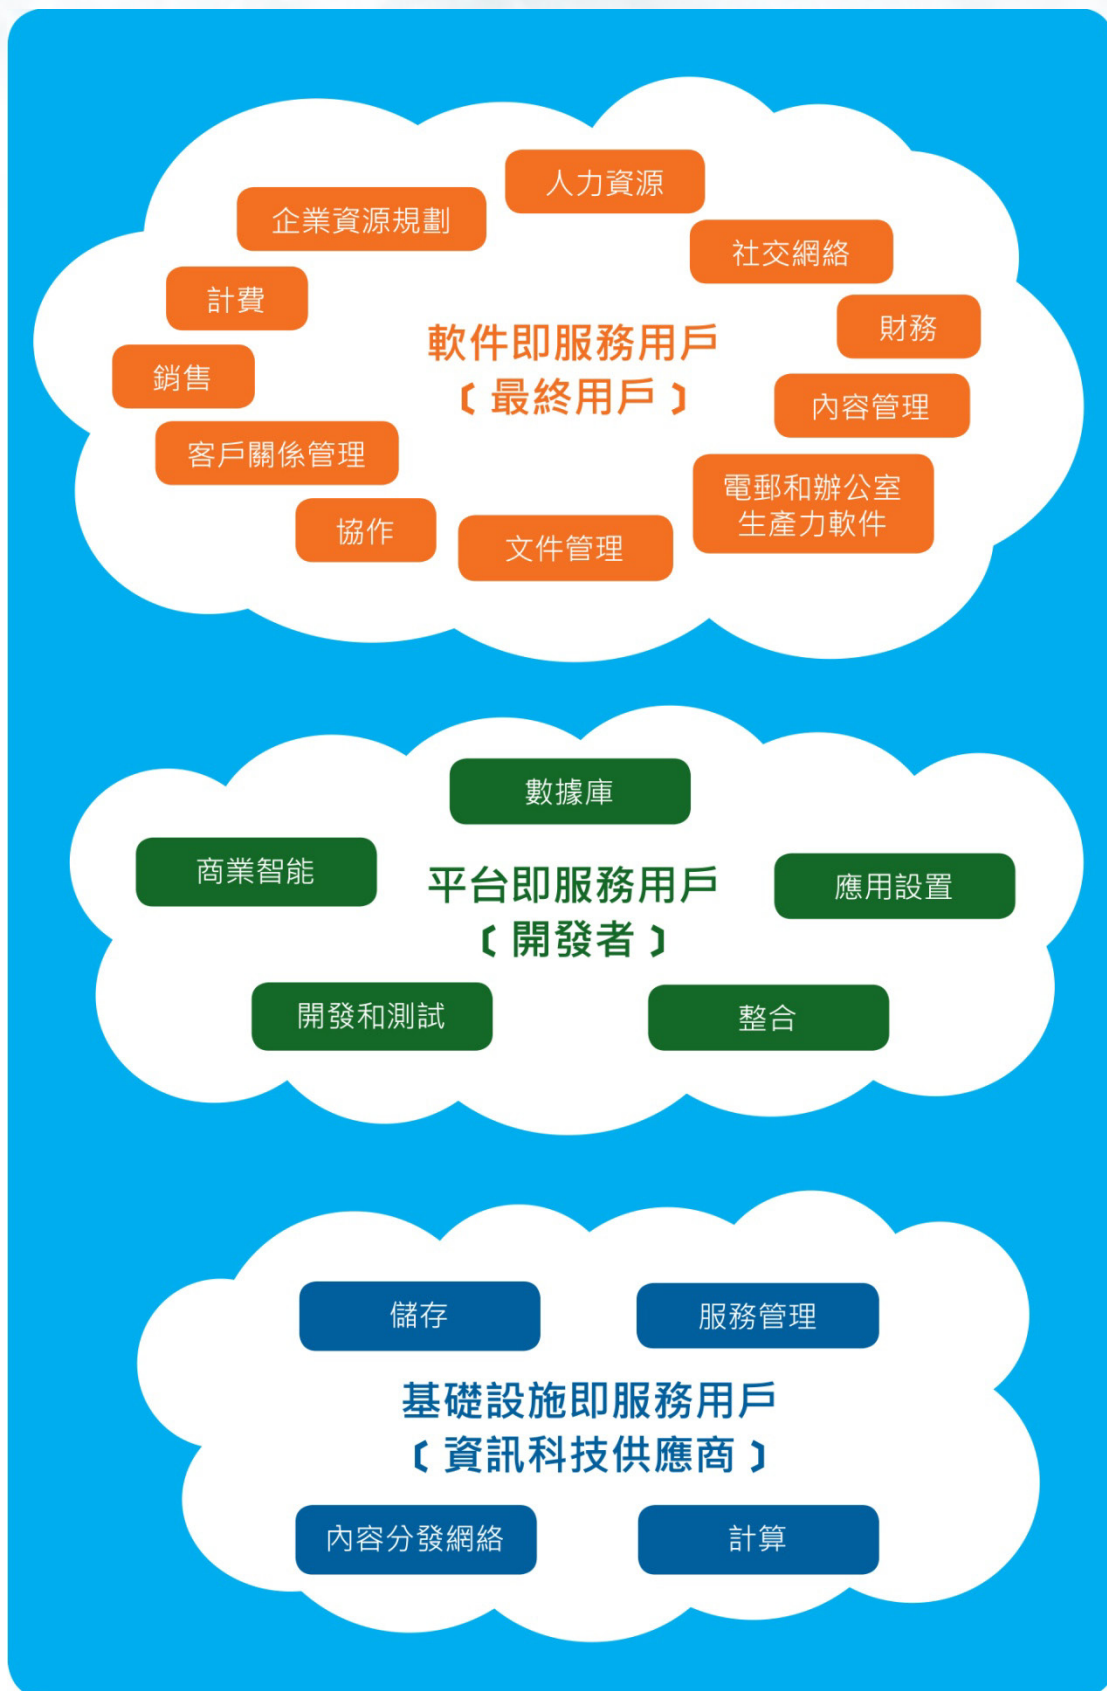 人力資源
企業資源規劃
社交網絡
計費
財務
軟件即服務用戶
﹝最終用戶﹞
銷售
內容管理
客戶關係管理
電郵和辦公室
生產力軟件
協作
文件管理
數據庫
商業智能
平台即服務用戶
﹝開發者﹞
應用設置
開發和測試
整合
儲存
服務管理
基礎設施即服務用戶
﹝資訊科技供應商﹞
內容分發網絡
計算